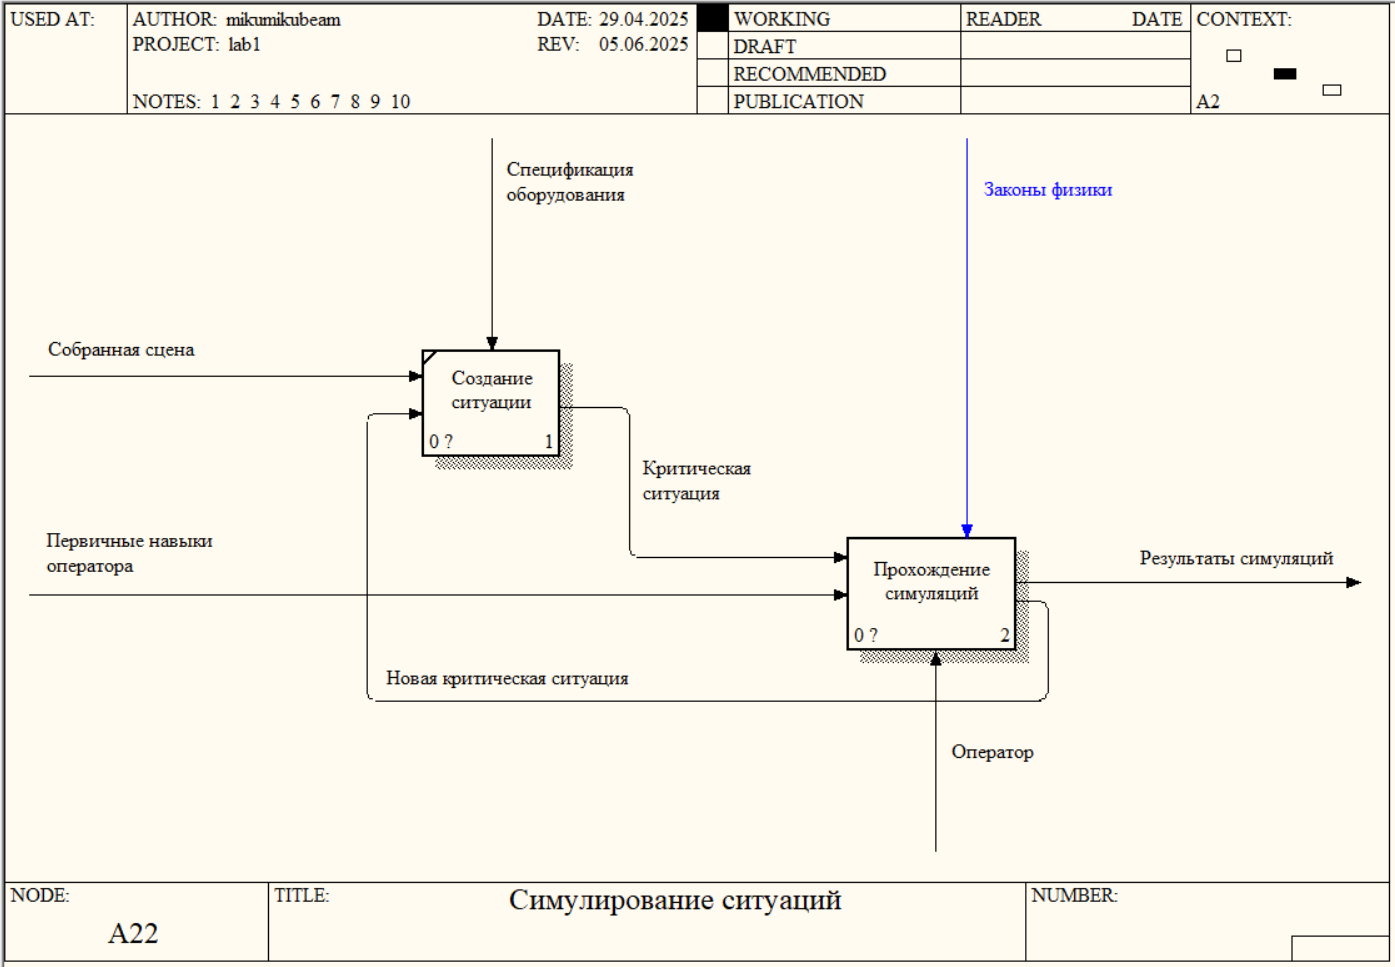 USED AT:
AUTHOR: mikumikubeam
DATE: 29.04.2025
PROJECT: lab1
REV: 05.06.2025
NOTES: 1 2 3 4 5 6 7 8 9 10
WORKING
DRAFT
RECOMMENDED
PUBLICATION
READER
DATE
CONTEXT:
A2
Спецификация
оборудования
Законы физики
Собранная сцена
Создание
ситуации
0 ?
1
Критическая
ситуация
Первичные навыки
оператора
Прохождение
симуляций
0 ?
2
Результаты симуляций
Новая критическая ситуация
Оператор
NODE:
A22
TITLE:
Симулирование ситуаций
NUMBER: